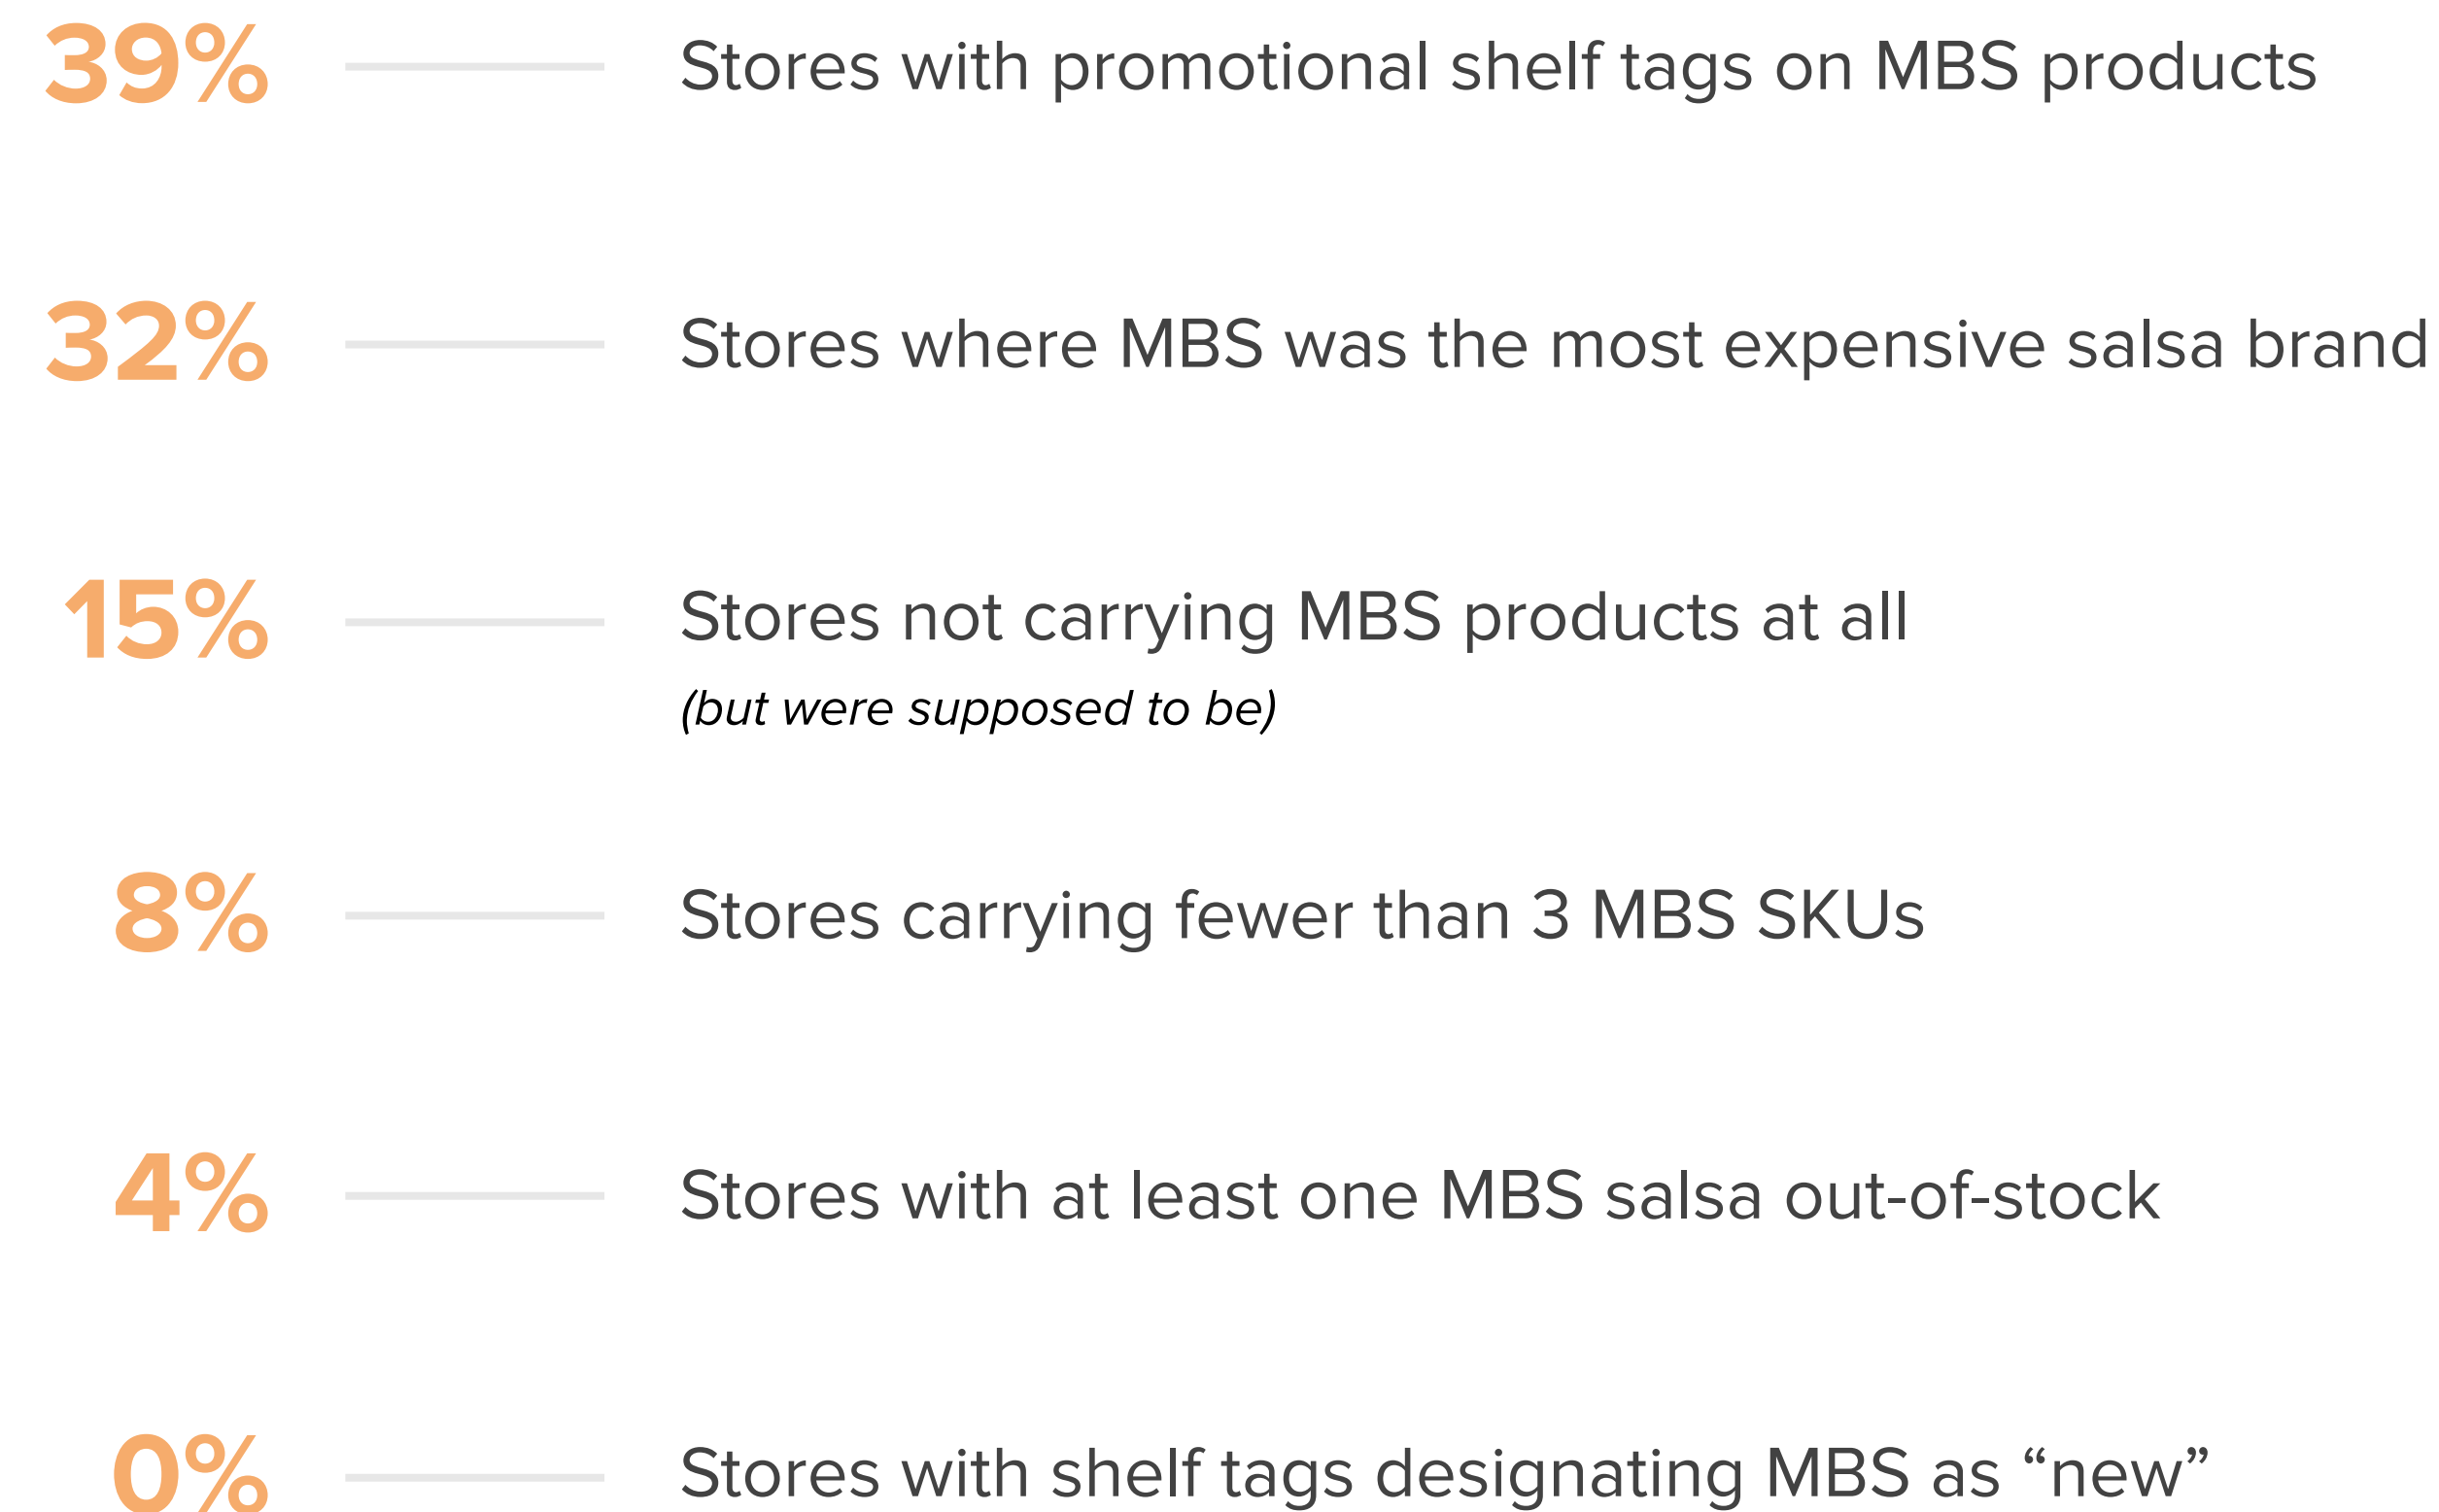 39% Stores with promotional shelf tags on MBS products
32% Stores where MBS was the most expensive salsa brand
15% Stores not carrying MBS products at all
(but were supposed to be)
8% Stores carrying fewer than 3 MBS SKUs
4% Stores with at least one MBS salsa out-of-stock
0% Stores with shelf tags designating MBS as “new”